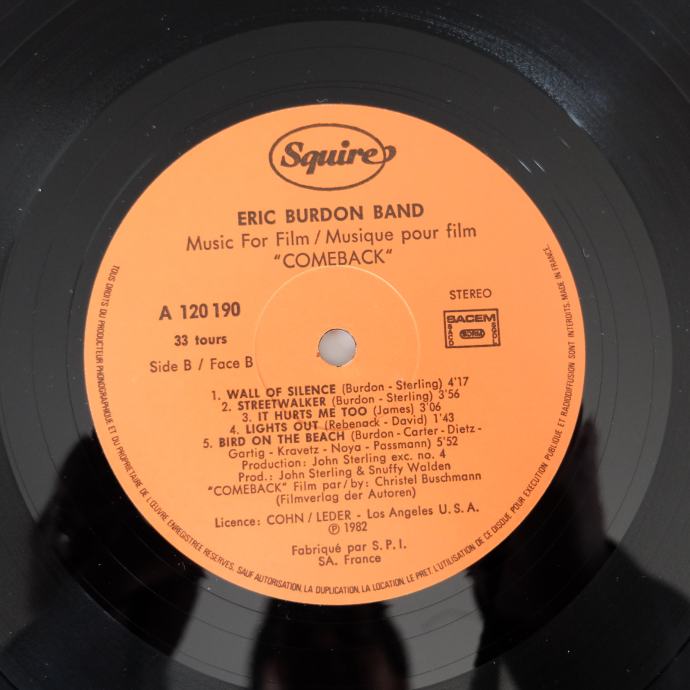 Squire
ERIC BURDON BAND
Music For Film / Musique pour film
"COMEBACK"
A 120 190
33 tours
Side B / Face B
STEREO
SACEM
SACD
SDRM
SGDL
1. WALL OF SILENCE (Burdon - Sterling) 4'17
2. STREETWALKER (Burdon - Sterling) 3'56
3. IT HURTS ME TOO (James) 3'06
4. LIGHTS OUT (Rebenack - David) 1'43
5. BIRD ON THE BEACH (Burdon - Carter - Dietz -
Gartig - Kravetz - Noya - Possmann) 5'52
Production: John Sterling exc. no. 4
Prod.: John Sterling & Snuffy Walden
"COMEBACK" Film par/by: Christel Buschmann
(Filmverlag der Autoren)
Licence: COHN / LEDER - Los Angeles U.S.A.
℗ 1982
Fabriqué par S.P.I.
SA. France
TOUS DROITS DU PRODUCTEUR PHONOGRAPHIQUE ET DU PROPRIETAIRE DE L'ŒUVRE ENREGISTREE RESERVES. SAUF AUTORISATION, LA DUPLICATION, LA LOCATION, LE PRET, L'UTILISATION DE CE DISQUE POUR EXECUTION PUBLIQUE ET RADIODIFFUSION SONT INTERDITS. MADE IN FRANCE.